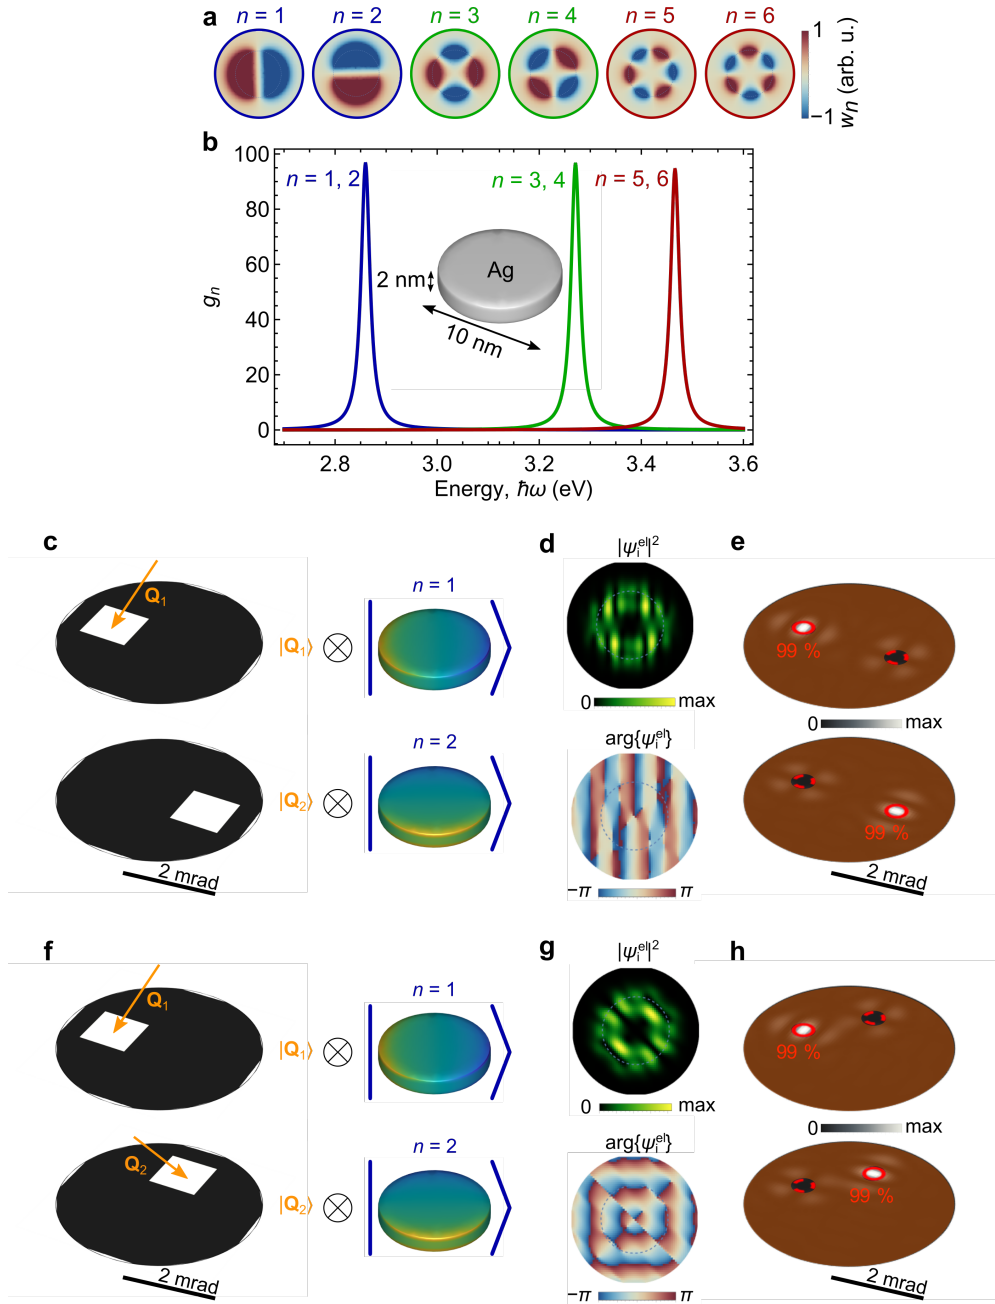 a
n = 1
n = 2
n = 3
n = 4
n = 5
n = 6
1
−1
wn (arb. u.)
b
100
80
60
40
20
0
gn
n = 1, 2
n = 3, 4
n = 5, 6
Ag
2 nm
10 nm
2.8
3.0
3.2
3.4
3.6
Energy, ħω (eV)
c
Q1
|Q1⟩ ⊗
n = 1
|Q2⟩ ⊗
n = 2
2 mrad
d
|ψiel|2
0
max
arg{ψiel}
−π
π
e
99 %
0
max
99 %
2 mrad
f
Q1
|Q1⟩ ⊗
n = 1
Q2
|Q2⟩ ⊗
n = 2
2 mrad
g
|ψiel|2
0
max
arg{ψiel}
−π
π
h
99 %
0
max
99 %
2 mrad